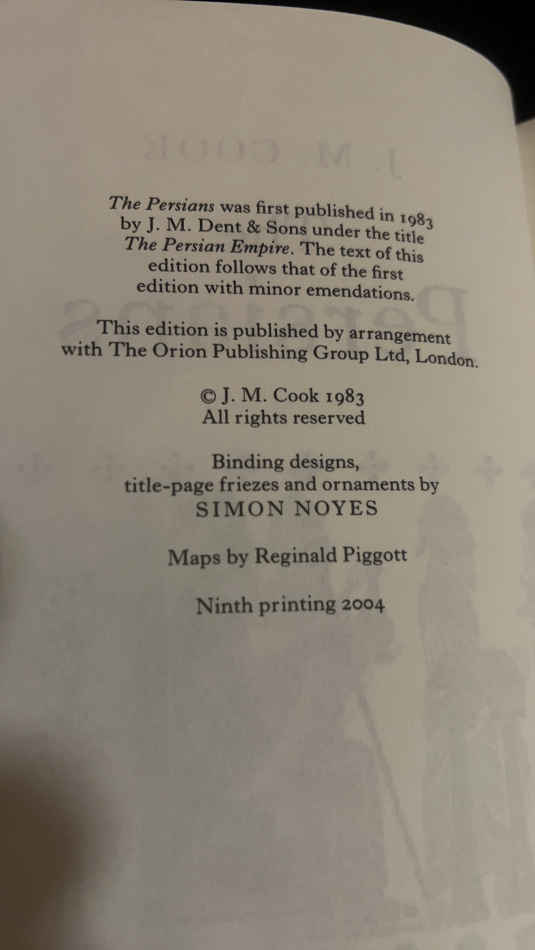 The Persians was first published in 1983
by J. M. Dent & Sons under the title
The Persian Empire. The text of this
edition follows that of the first
edition with minor emendations.
This edition is published by arrangement
with The Orion Publishing Group Ltd, London.
© J. M. Cook 1983
All rights reserved
Binding designs,
title-page friezes and ornaments by
SIMON NOYES
Maps by Reginald Piggott
Ninth printing 2004